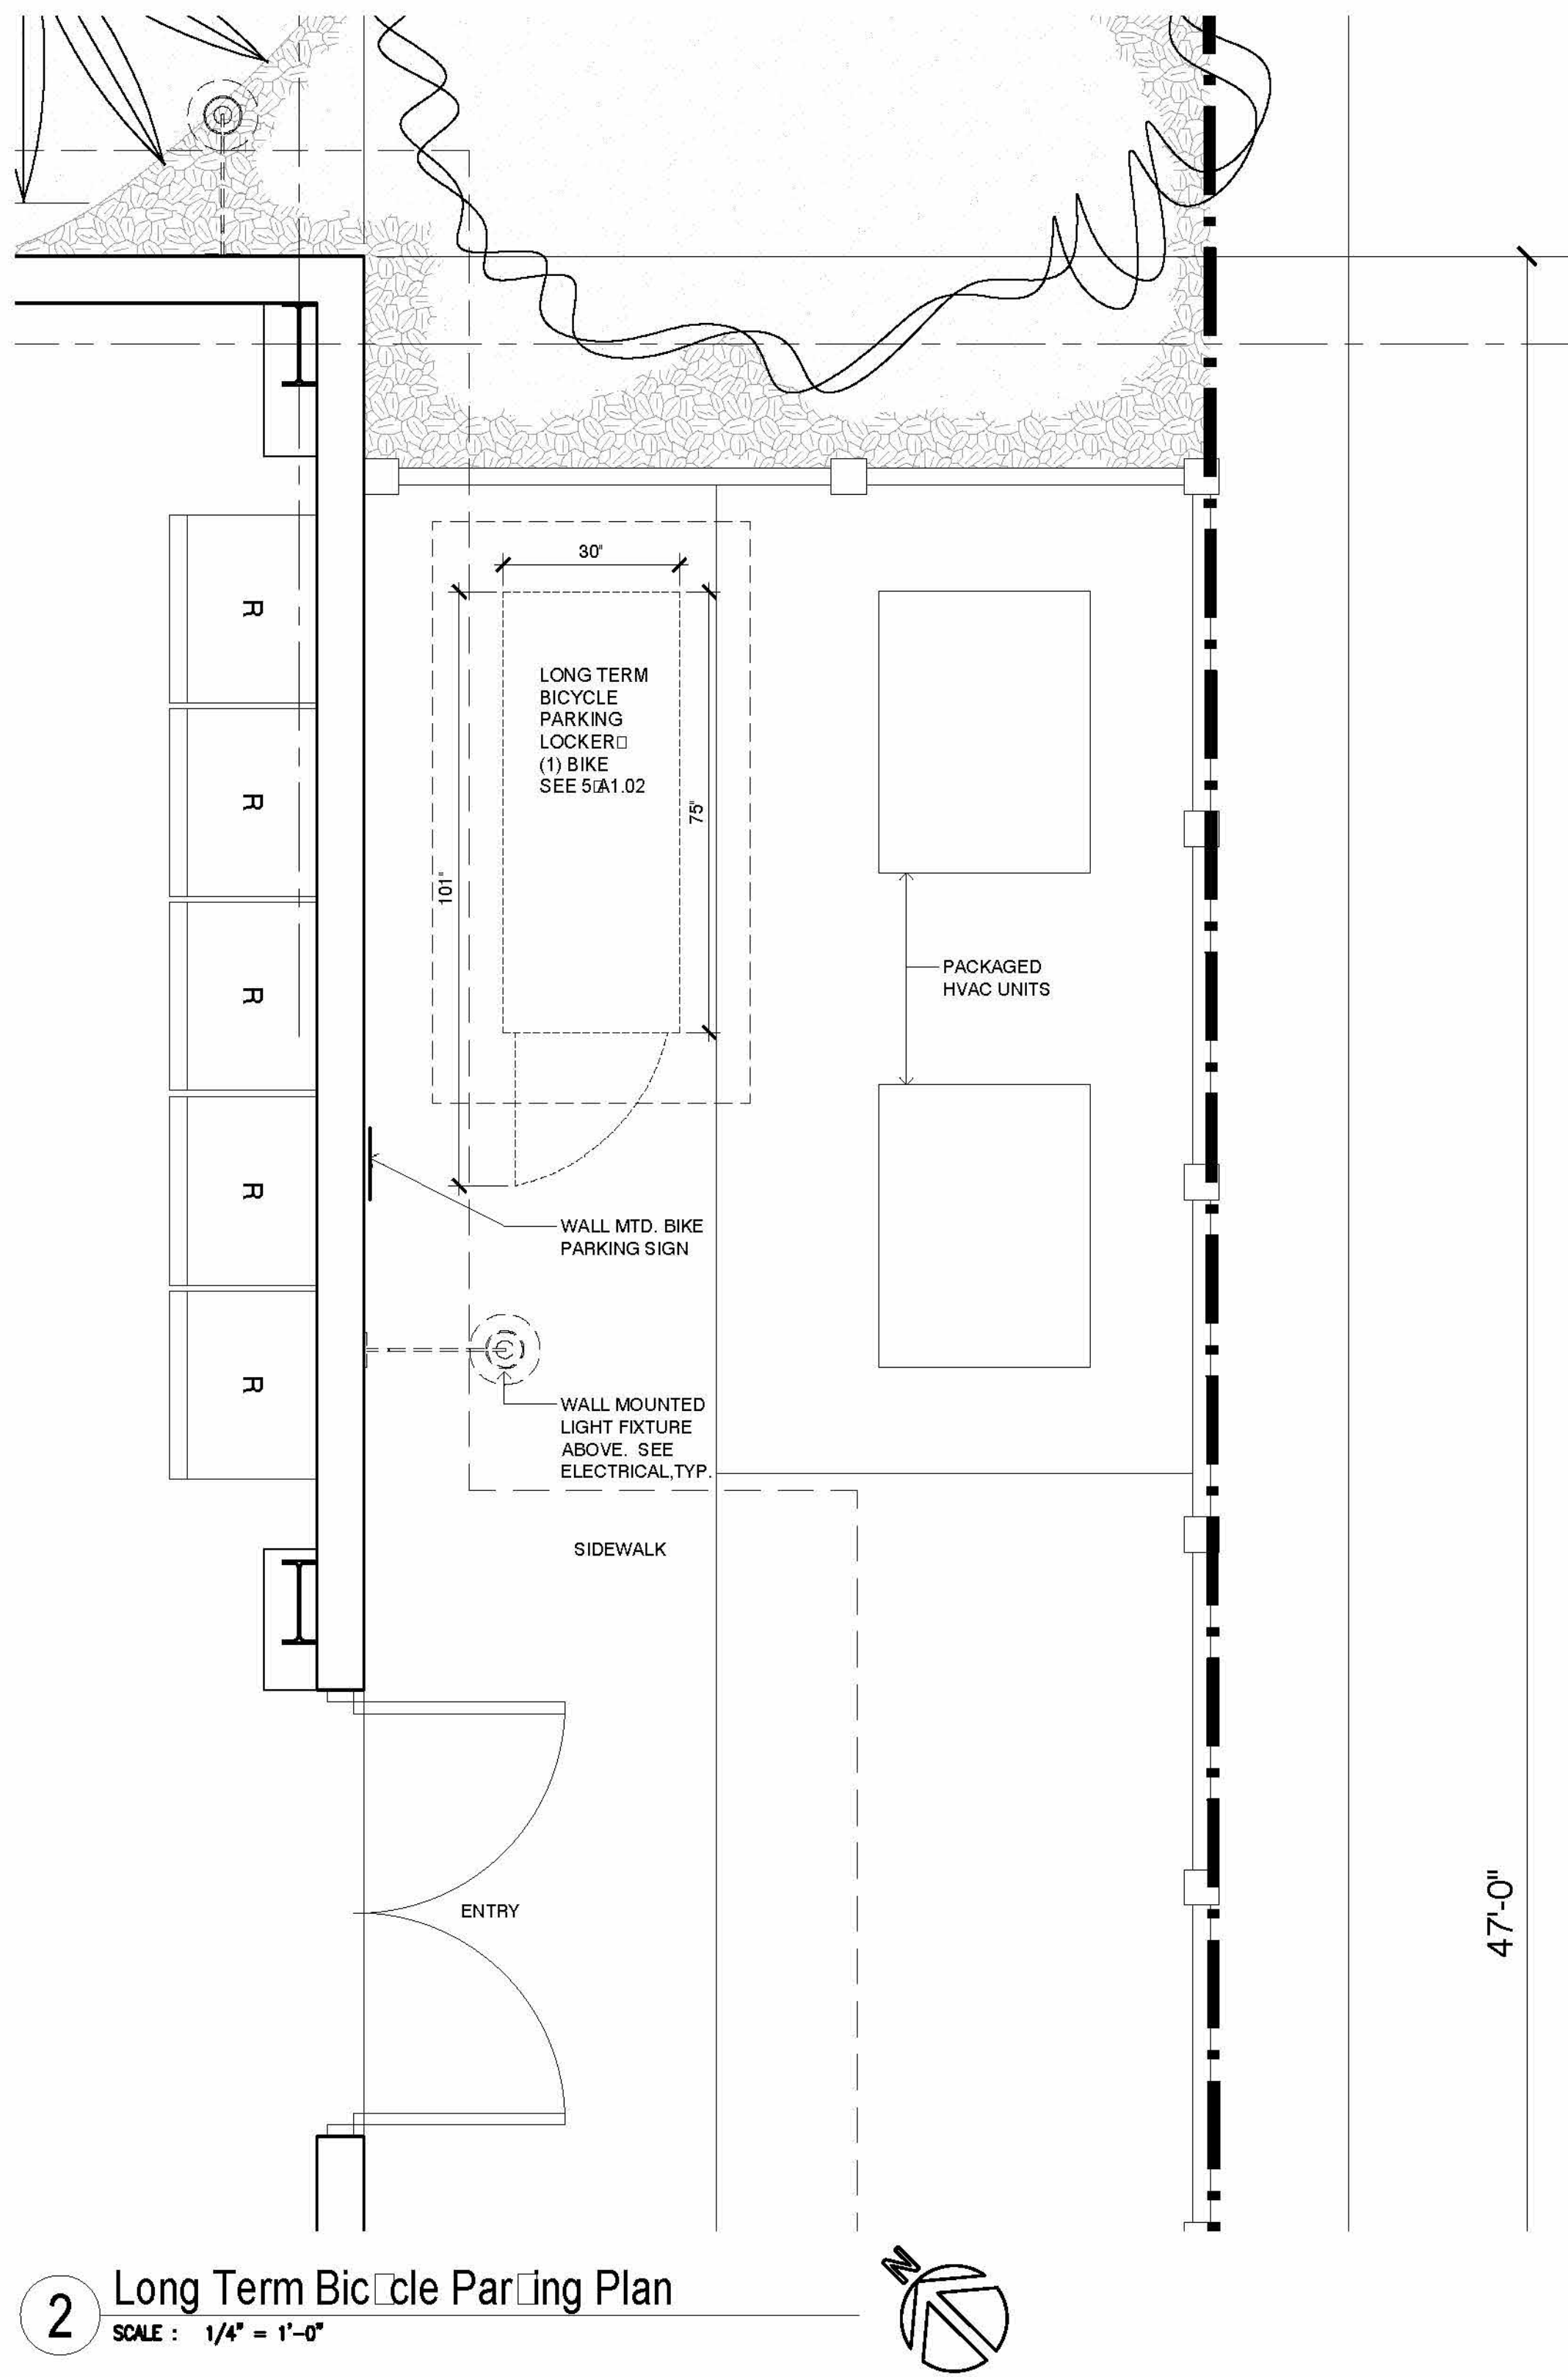 30"
LONG TERM
BICYCLE
PARKING
LOCKER□
(1) BIKE
SEE 5□A1.02
75"
101"
R
R
R
R
R
PACKAGED
HVAC UNITS
WALL MTD. BIKE
PARKING SIGN
WALL MOUNTED
LIGHT FIXTURE
ABOVE. SEE
ELECTRICAL,TYP.
SIDEWALK
ENTRY
47'-0"
N
2
Long Term Bic□cle Par□ing Plan
SCALE : 1/4" = 1'-0"